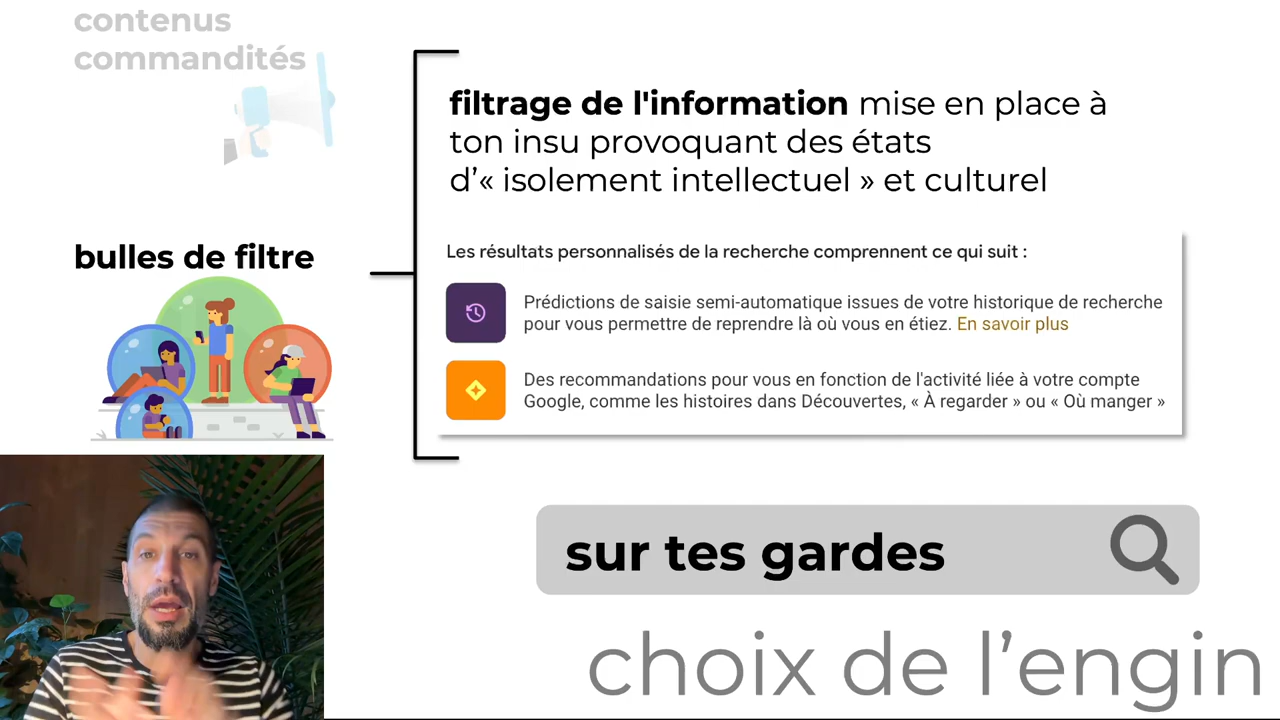 contenus
commandités
filtrage de l'information mise en place à
ton insu provoquant des états
d’« isolement intellectuel » et culturel
bulles de filtre
Les résultats personnalisés de la recherche comprennent ce qui suit :
Prédictions de saisie semi-automatique issues de votre historique de recherche
pour vous permettre de reprendre là où vous en étiez. En savoir plus
Des recommandations pour vous en fonction de l'activité liée à votre compte
Google, comme les histoires dans Découvertes, « À regarder » ou « Où manger »
sur tes gardes
choix de l’engin